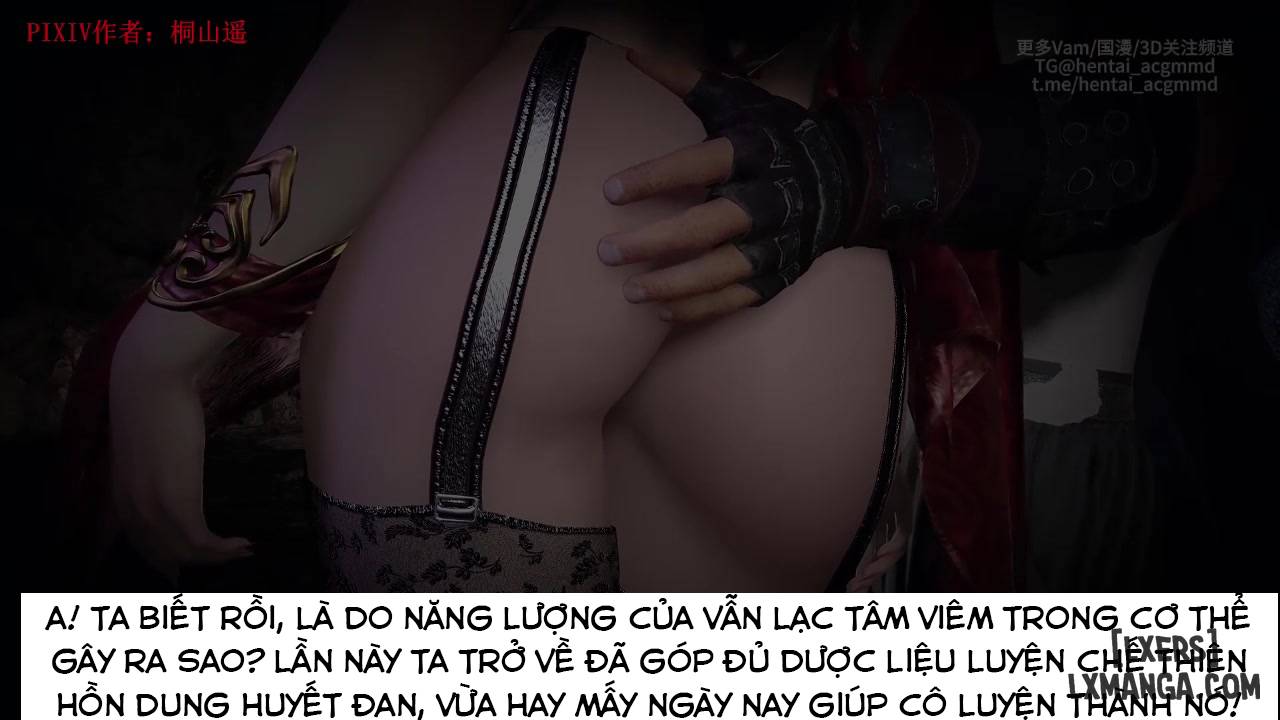 PIXIV作者：桐山遥
更多Vam/国漫/3D关注频道
TG@hentai_acgmmd
t.me/hentai_acgmmd
A! TA BIẾT RỒI, LÀ DO NĂNG LƯỢNG CỦA VẪN LẠC TÂM VIÊM TRONG CƠ THỂ
GÂY RA SAO? LẦN NÀY TA TRỞ VỀ ĐÃ GÓP ĐỦ DƯỢC LIỆU LUYỆN CHẾ THIÊN
HỒN DUNG HUYẾT ĐAN, VỪA HAY MẤY NGÀY NAY GIÚP CÔ LUYỆN THÀNH NÓ!
[LXERS]
LXMANGA.COM